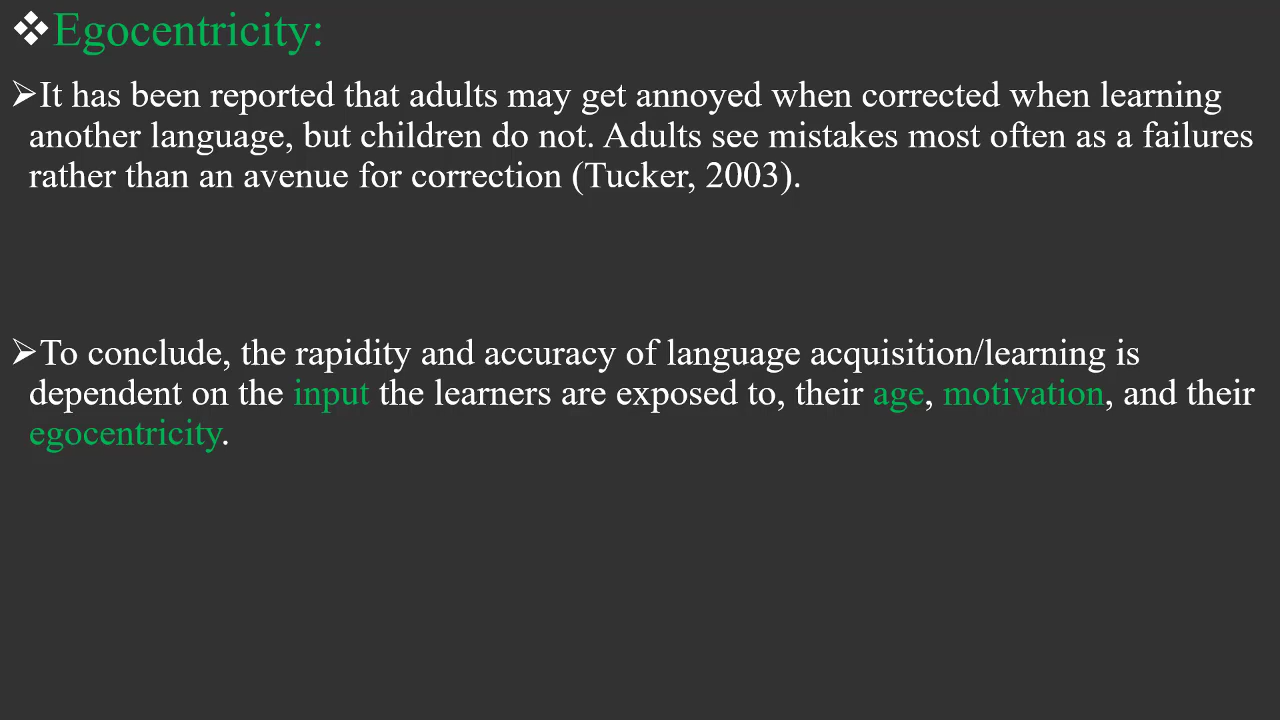 ❖Egocentricity:
➢It has been reported that adults may get annoyed when corrected when learning
another language, but children do not. Adults see mistakes most often as a failures
rather than an avenue for correction (Tucker, 2003).
➢To conclude, the rapidity and accuracy of language acquisition/learning is
dependent on the input the learners are exposed to, their age, motivation, and their
egocentricity.